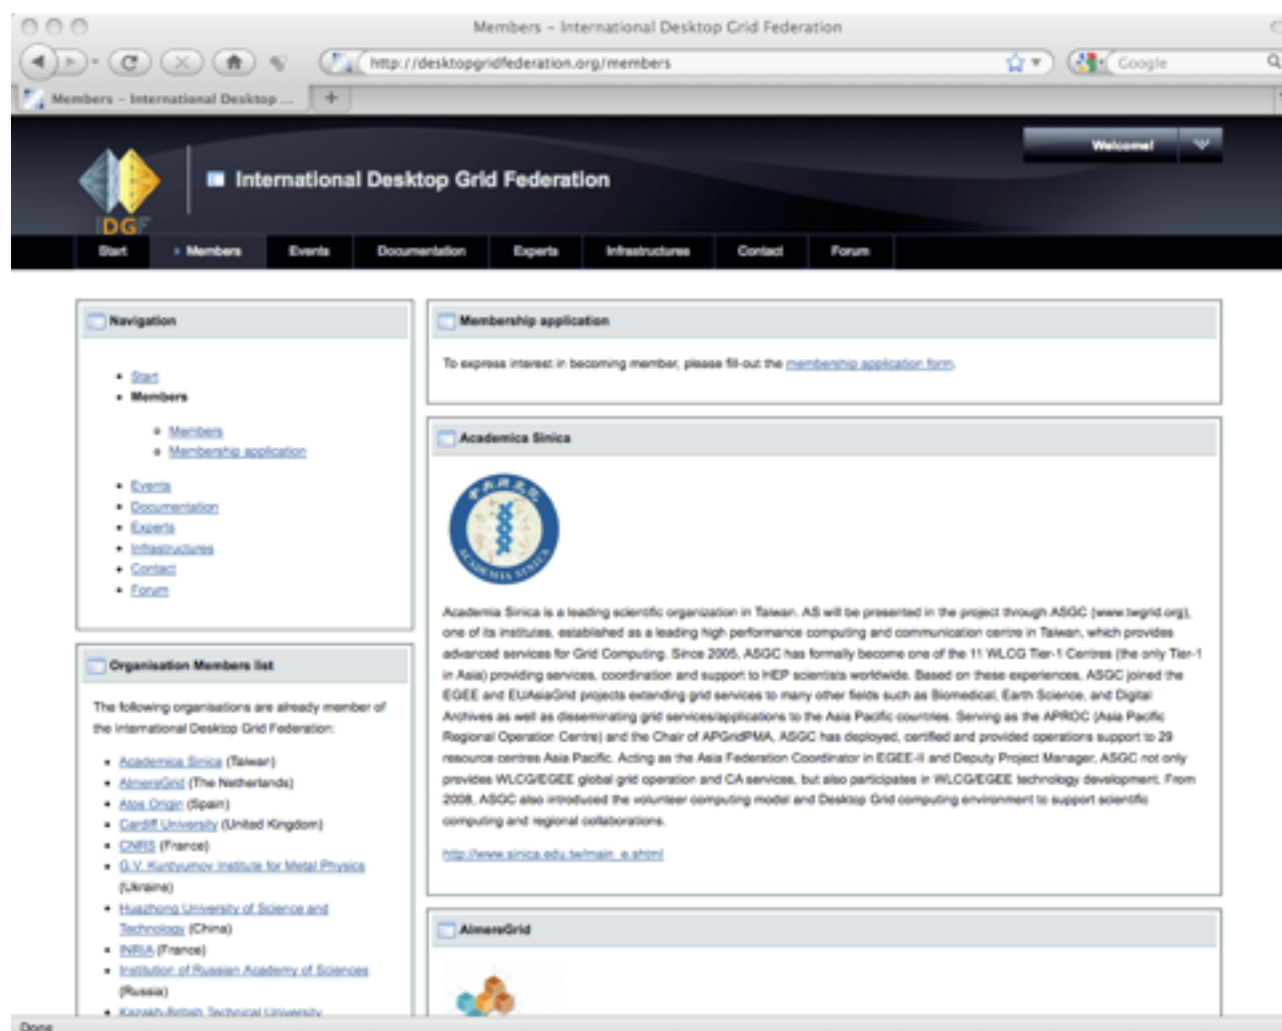 Members – International Desktop Grid Federation
http://desktopgridfederation.org/members
Google
Members – International Desktop ...
International Desktop Grid Federation
Welcome!
IDGF
Start
Members
Events
Documentation
Experts
Infrastructures
Contact
Forum
Navigation
Start
Members
Members
Membership application
Events
Documentation
Experts
Infrastructures
Contact
Forum
Organisation Members list
The following organisations are already member of
the International Desktop Grid Federation:
Academica Sinica (Taiwan)
AlmereGrid (The Netherlands)
Atos Origin (Spain)
Cardiff University (United Kingdom)
CNRS (France)
G.V. Kurdyumov Institute for Metal Physics
(Ukraine)
Huazhong University of Science and
Technology (China)
INRIA (France)
Institution of Russian Academy of Sciences
(Russia)
Kazakh-British Technical University
Membership application
To express interest in becoming member, please fill-out the membership application form.
Academica Sinica
中央研究院
ACADEMIA SINICA
Academia Sinica is a leading scientific organization in Taiwan. AS will be presented in the project through ASGC (www.twgrid.org),
one of its institutes, established as a leading high performance computing and communication centre in Taiwan, which provides
advanced services for Grid Computing. Since 2005, ASGC has formally become one of the 11 WLCG Tier-1 Centres (the only Tier-1
in Asia) providing services, coordination and support to HEP scientists worldwide. Based on these experiences, ASGC joined the
EGEE and EUAsiaGrid projects extending grid services to many other fields such as Biomedical, Earth Science, and Digital
Archives as well as disseminating grid services/applications to the Asia Pacific countries. Serving as the APROC (Asia Pacific
Regional Operation Centre) and the Chair of APGridPMA, ASGC has deployed, certified and provided operations support to 29
resource centres Asia Pacific. Acting as the Asia Federation Coordinator in EGEE-II and Deputy Project Manager, ASGC not only
provides WLCG/EGEE global grid operation and CA services, but also participates in WLCG/EGEE technology development. From
2008, ASGC also introduced the volunteer computing model and Desktop Grid computing environment to support scientific
computing and regional collaborations.
http://www.sinica.edu.tw/main_e.shtml
AlmereGrid
Done